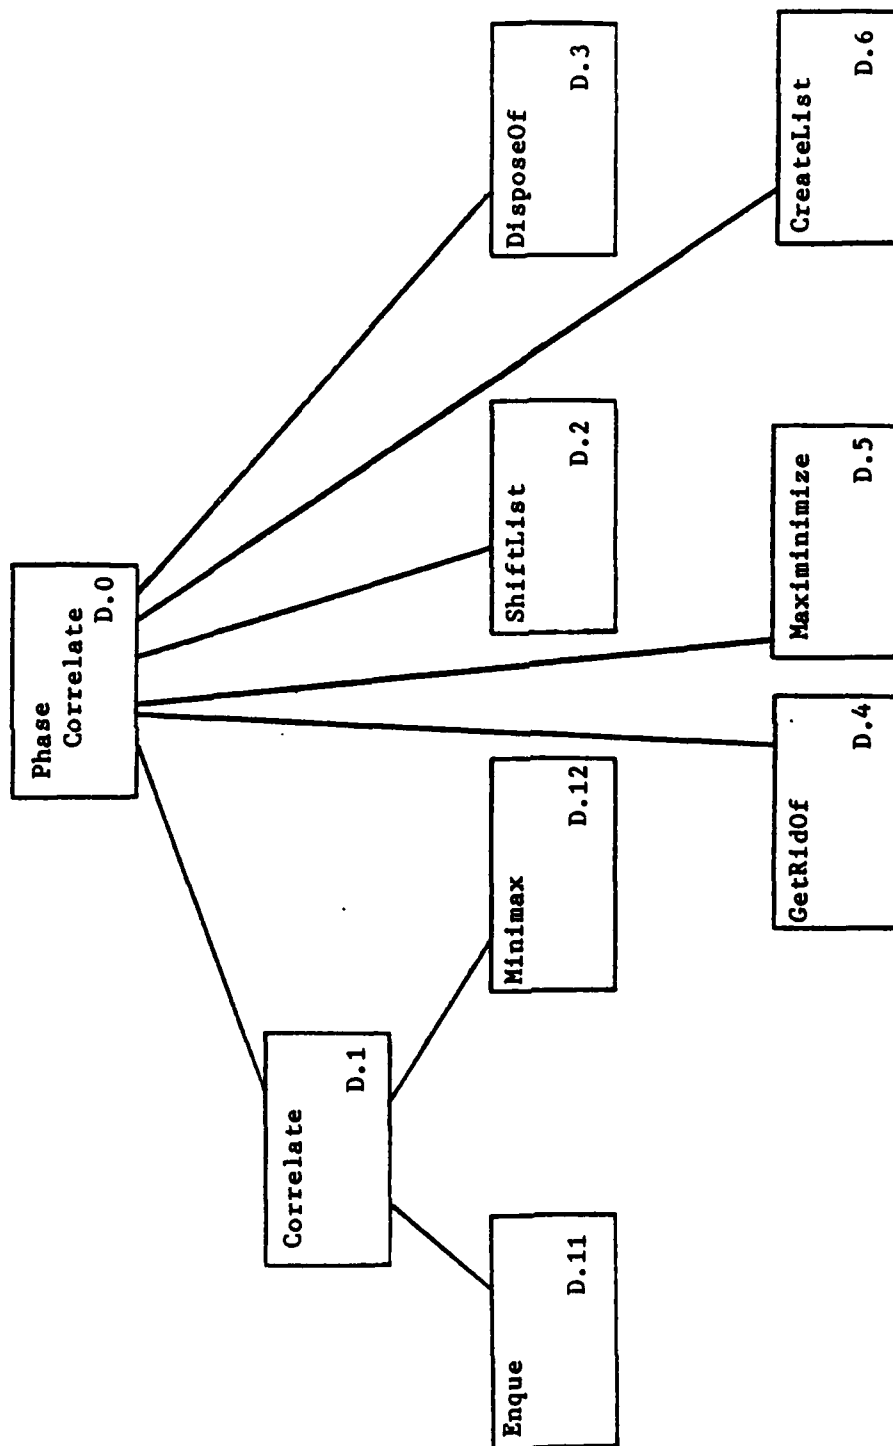 Phase
Correlate
D.0
Correlate
D.1
Enque
D.11
Minimax
D.12
ShiftList
D.2
DisposeOf
D.3
GetRidOf
D.4
Maximinimize
D.5
CreateList
D.6